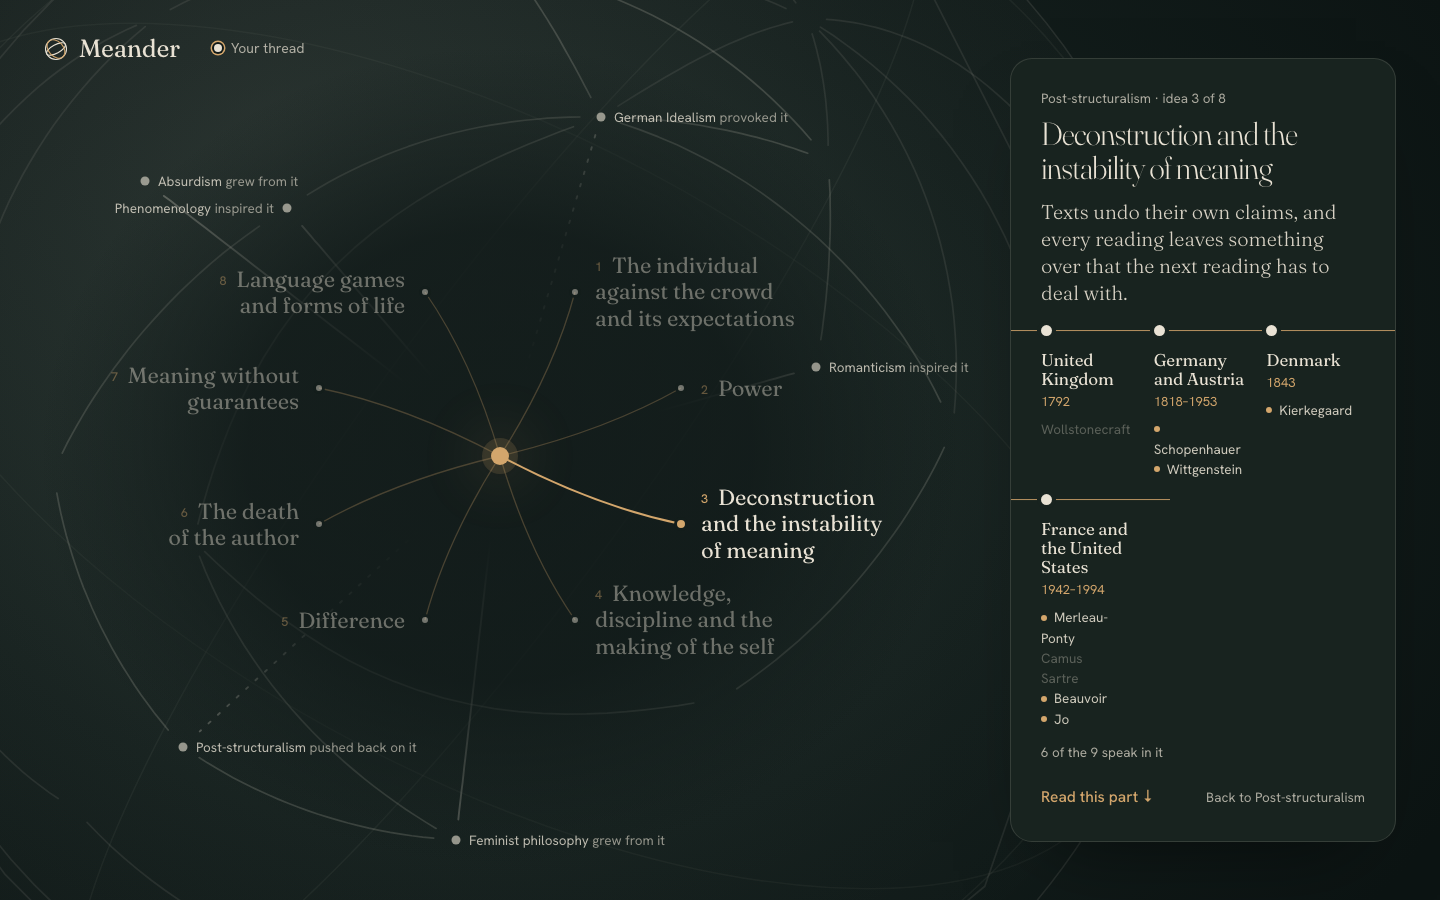 Meander
Your thread
German Idealism provoked it
Absurdism grew from it
Phenomenology inspired it
8 Language games
and forms of life
1 The individual
against the crowd
and its expectations
7 Meaning without
guarantees
Romanticism inspired it
2 Power
6 The death
of the author
3 Deconstruction
and the instability
of meaning
5 Difference
4 Knowledge,
discipline and the
making of the self
Post-structuralism pushed back on it
Feminist philosophy grew from it
Post-structuralism · idea 3 of 8
Deconstruction and the
instability of meaning
Texts undo their own claims, and
every reading leaves something
over that the next reading has to
deal with.
United
Kingdom
1792
Wollstonecraft
Germany
and Austria
1818–1953
Schopenhauer
Wittgenstein
Denmark
1843
Kierkegaard
France and
the United
States
1942–1994
Merleau-
Ponty
Camus
Sartre
Beauvoir
Jo
6 of the 9 speak in it
Read this part ↓
Back to Post-structuralism